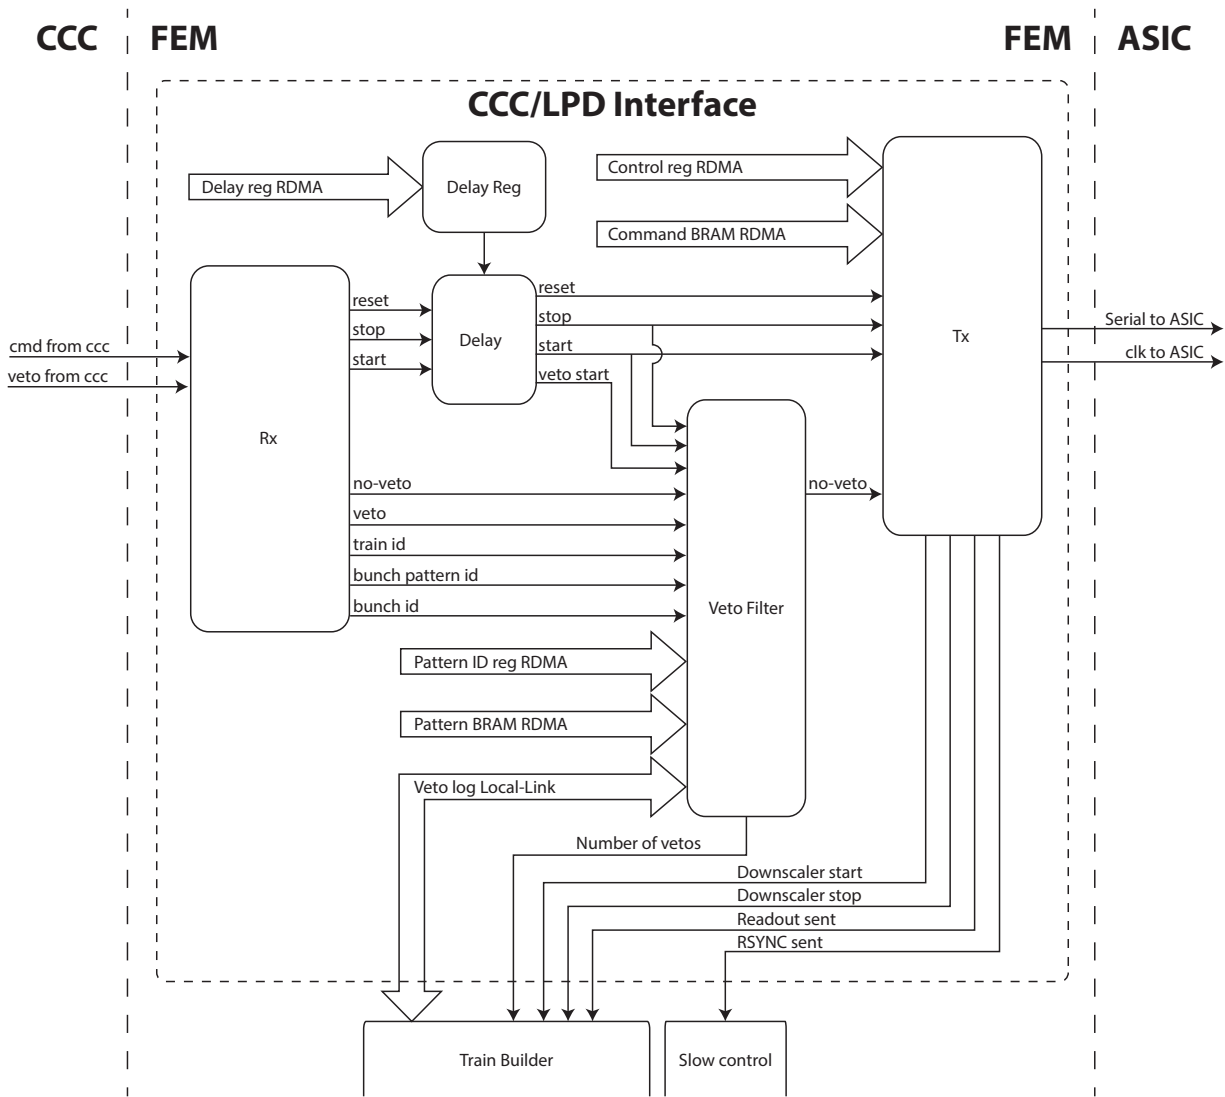 CCC
FEM
FEM
ASIC
CCC/LPD Interface
Delay reg RDMA
Delay Reg
Control reg RDMA
Command BRAM RDMA
reset
stop
start
Delay
reset
stop
start
veto start
Tx
Serial to ASIC
clk to ASIC
cmd from ccc
veto from ccc
Rx
no-veto
veto
train id
bunch pattern id
bunch id
no-veto
Veto Filter
Pattern ID reg RDMA
Pattern BRAM RDMA
Veto log Local-Link
Number of vetos
Downscaler start
Downscaler stop
Readout sent
RSYNC sent
Train Builder
Slow control